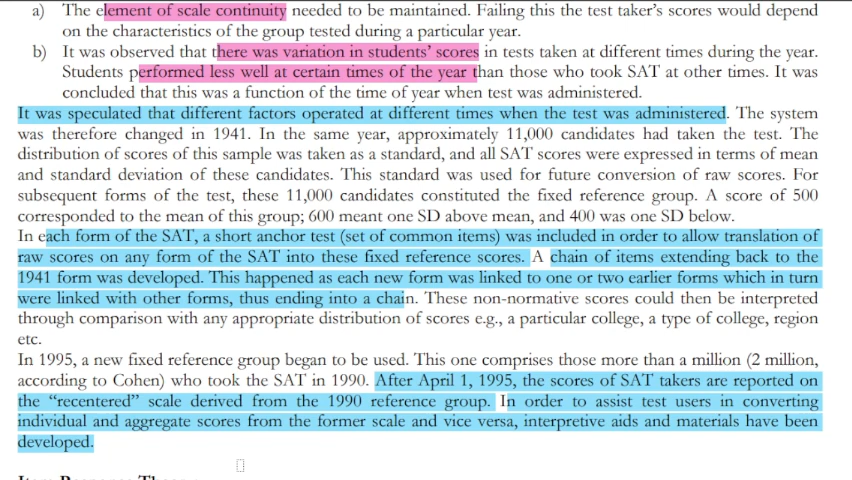 a) The element of scale continuity needed to be maintained. Failing this the test taker's scores would depend
on the characteristics of the group tested during a particular year.
b) It was observed that there was variation in students' scores in tests taken at different times during the year.
Students performed less well at certain times of the year than those who took SAT at other times. It was
concluded that this was a function of the time of year when test was administered.
It was speculated that different factors operated at different times when the test was administered. The system
was therefore changed in 1941. In the same year, approximately 11,000 candidates had taken the test. The
distribution of scores of this sample was taken as a standard, and all SAT scores were expressed in terms of mean
and standard deviation of these candidates. This standard was used for future conversion of raw scores. For
subsequent forms of the test, these 11,000 candidates constituted the fixed reference group. A score of 500
corresponded to the mean of this group; 600 meant one SD above mean, and 400 was one SD below.
In each form of the SAT, a short anchor test (set of common items) was included in order to allow translation of
raw scores on any form of the SAT into these fixed reference scores. A chain of items extending back to the
1941 form was developed. This happened as each new form was linked to one or two earlier forms which in turn
were linked with other forms, thus ending into a chain. These non-normative scores could then be interpreted
through comparison with any appropriate distribution of scores e.g., a particular college, a type of college, region
etc.
In 1995, a new fixed reference group began to be used. This one comprises those more than a million (2 million,
according to Cohen) who took the SAT in 1990. After April 1, 1995, the scores of SAT takers are reported on
the "recentered" scale derived from the 1990 reference group. In order to assist test users in converting
individual and aggregate scores from the former scale and vice versa, interpretive aids and materials have been
developed.